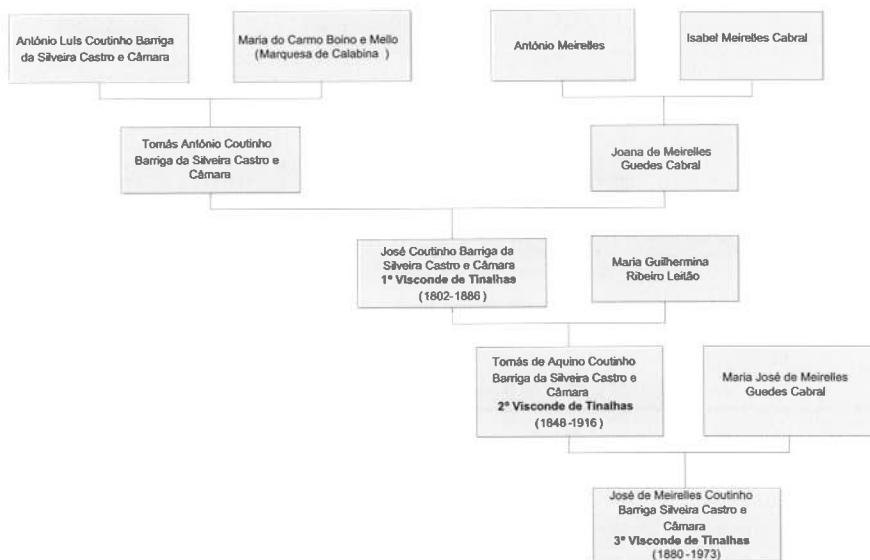 António Luís Coutinho Barriga
da Silveira Castro e Câmara
Maria do Carmo Boino e Mello
(Marquesa de Calabina )
António Meirelles
Isabel Meirelles Cabral
Tomás António Coutinho
Barriga da Silveira Castro e
Câmara
Joana de Meirelles
Guedes Cabral
José Coutinho Barriga da
Silveira Castro e Câmara
1º Visconde de Tinalhas
(1802-1886)
Maria Guilhermina
Ribeiro Leitão
Tomás de Aquino Coutinho
Barriga da Silveira Castro e
Câmara
2º Visconde de Tinalhas
(1848-1916)
Maria José de Meirelles
Guedes Cabral
José de Meirelles Coutinho
Barriga Silveira Castro e
Câmara
3º Visconde de Tinalhas
(1880-1973)